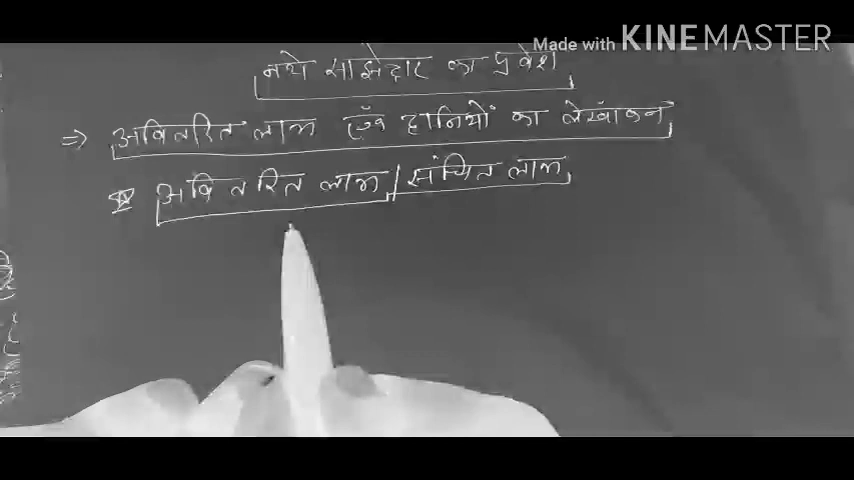 Made with KINEMASTER
नये साझेदार का प्रवेश
⇒ अवितरित लाभ एवं हानियों का लेखांकन
* अवितरित लाभ/संचित लाभ